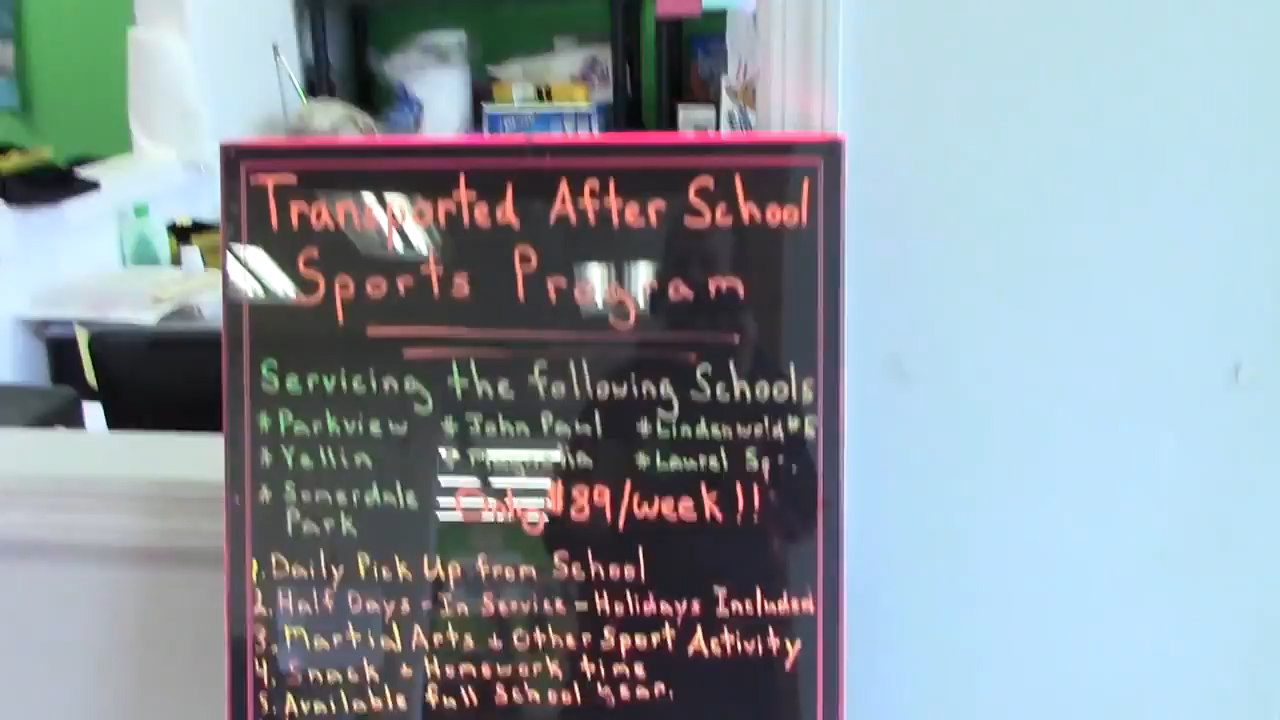 Transported After School
Sports Program
Servicing the following Schools
* Parkview * John Paul * Lindenwold #5
* Yellin * Magnolia * Laurel Sp.
* Somerdale
Park
Only $89/week!!
1. Daily Pick Up from School
2. Half Days - In Service - Holidays Included
3. Martial Arts + Other Sport Activity
4. Snack + Homework time
5. Available full School year.